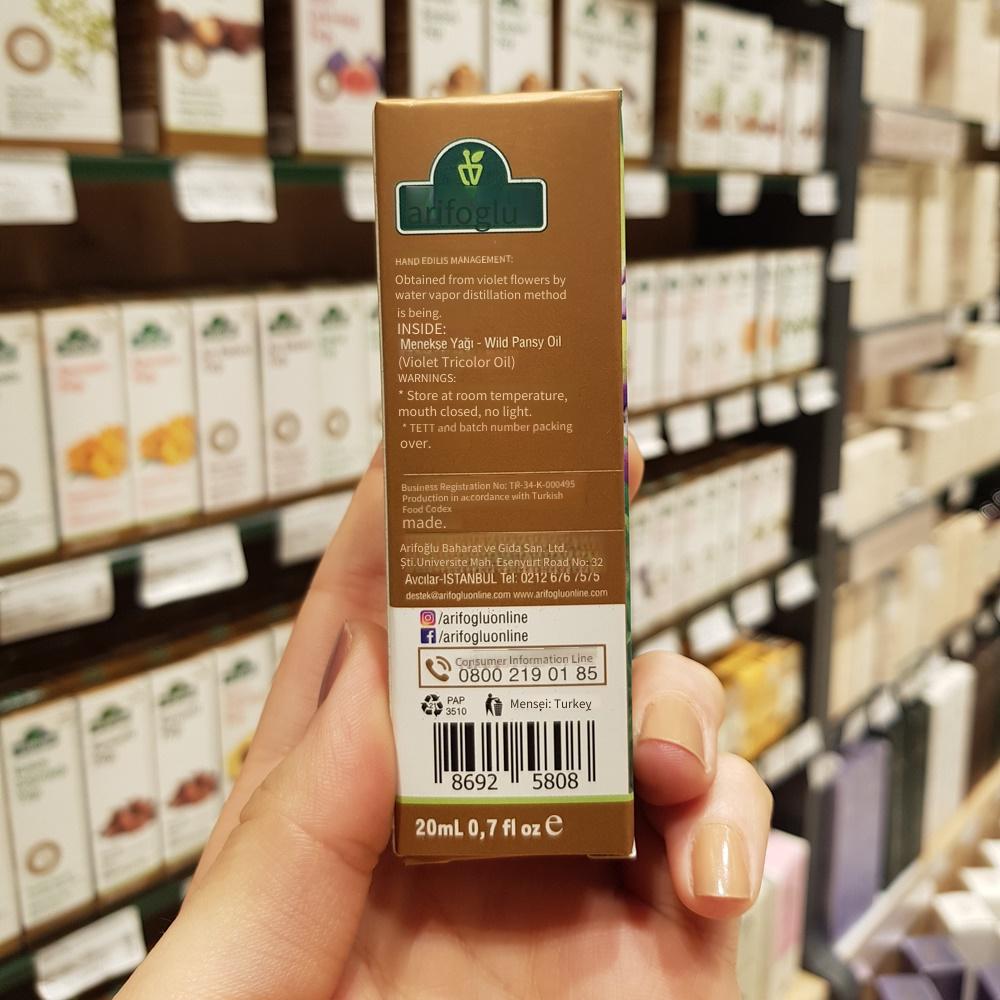 arifoglu
HAND EDILIS MANAGEMENT:
Obtained from violet flowers by
water vapor distillation method
is being.
INSIDE:
Menekşe Yağı - Wild Pansy Oil
(Violet Tricolor Oil)
WARNINGS:
* Store at room temperature,
mouth closed, no light.
* TETT and batch number packing
over.
Business Registration No: TR-34-K-000495
Production in accordance with Turkish
Food Codex
made.
Arifoğlu Baharat ve Gıda San. Ltd.
Şti.Universite Mah. Esenyurt Road No: 32
Avcılar-İSTANBUL Tel: 0212 676 7575
destek@arifogluonline.com www.arifogluonline.com
/arifogluonline
/arifogluonline
Consumer Information Line
0800 219 01 85
PAP
3510
Menşei: Turkey
8692 5808
20mL 0,7 fl oz e